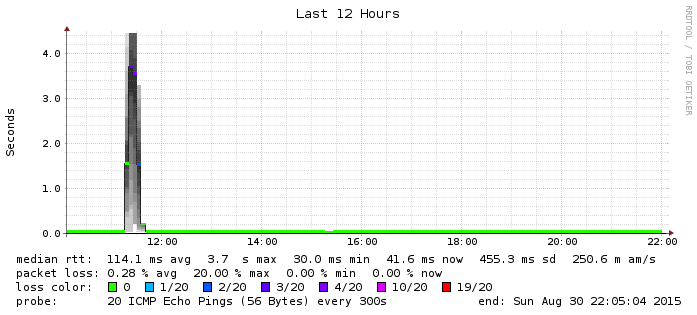 Last 12 Hours
RRDTOOL / TOBI OETIKER
Seconds
4.0
3.0
2.0
1.0
0.0
12:00 14:00 16:00 18:00 20:00 22:00
median rtt: 114.1 ms avg 3.7 s max 30.0 ms min 41.6 ms now 455.3 ms sd 250.6 m am/s
packet loss: 0.28 % avg 20.00 % max 0.00 % min 0.00 % now
loss color: 0 1/20 2/20 3/20 4/20 10/20 19/20
probe: 20 ICMP Echo Pings (56 Bytes) every 300s end: Sun Aug 30 22:05:04 2015